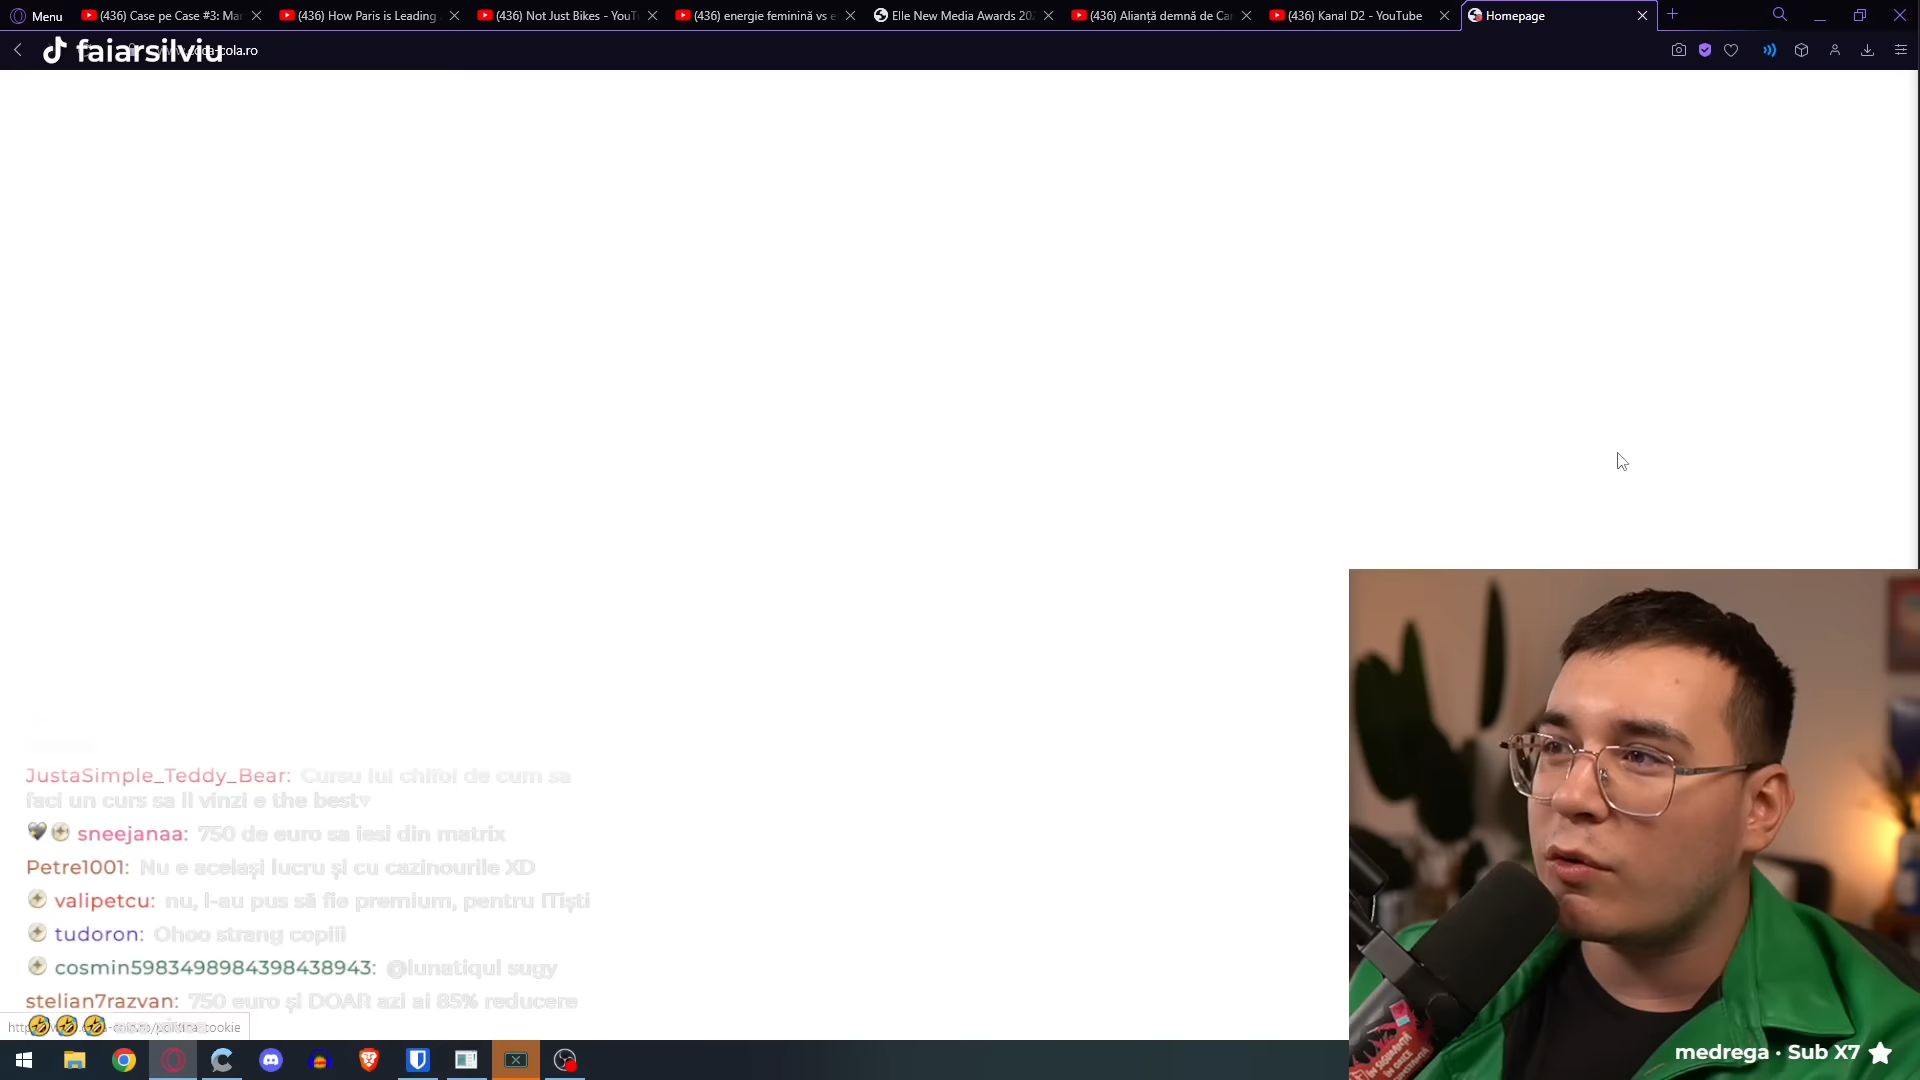 Menu
(436) Case pe Case #3: Mar
(436) How Paris is Leading
(436) Not Just Bikes - YouT
(436) energie feminină vs e
Elle New Media Awards 202
(436) Alianță demnă de Car
(436) Kanal D2 - YouTube
Homepage
faiarsilviu
cola.ro
JustaSimple_Teddy_Bear: Cursu lui chifoi de cum sa
faci un curs sa il vinzi e the best
sneejanaa: 750 de euro sa iesi din matrix
Petre1001: Nu e același lucru și cu cazinourile XD
valipetcu: nu, l-au pus să fie premium, pentru ITiști
tudoron: Ohoo strang copiii
cosmin5983498984398438943: @lunatiqul sugy
stelian7razvan: 750 euro și DOAR azi ai 85% reducere
medrega · Sub X7